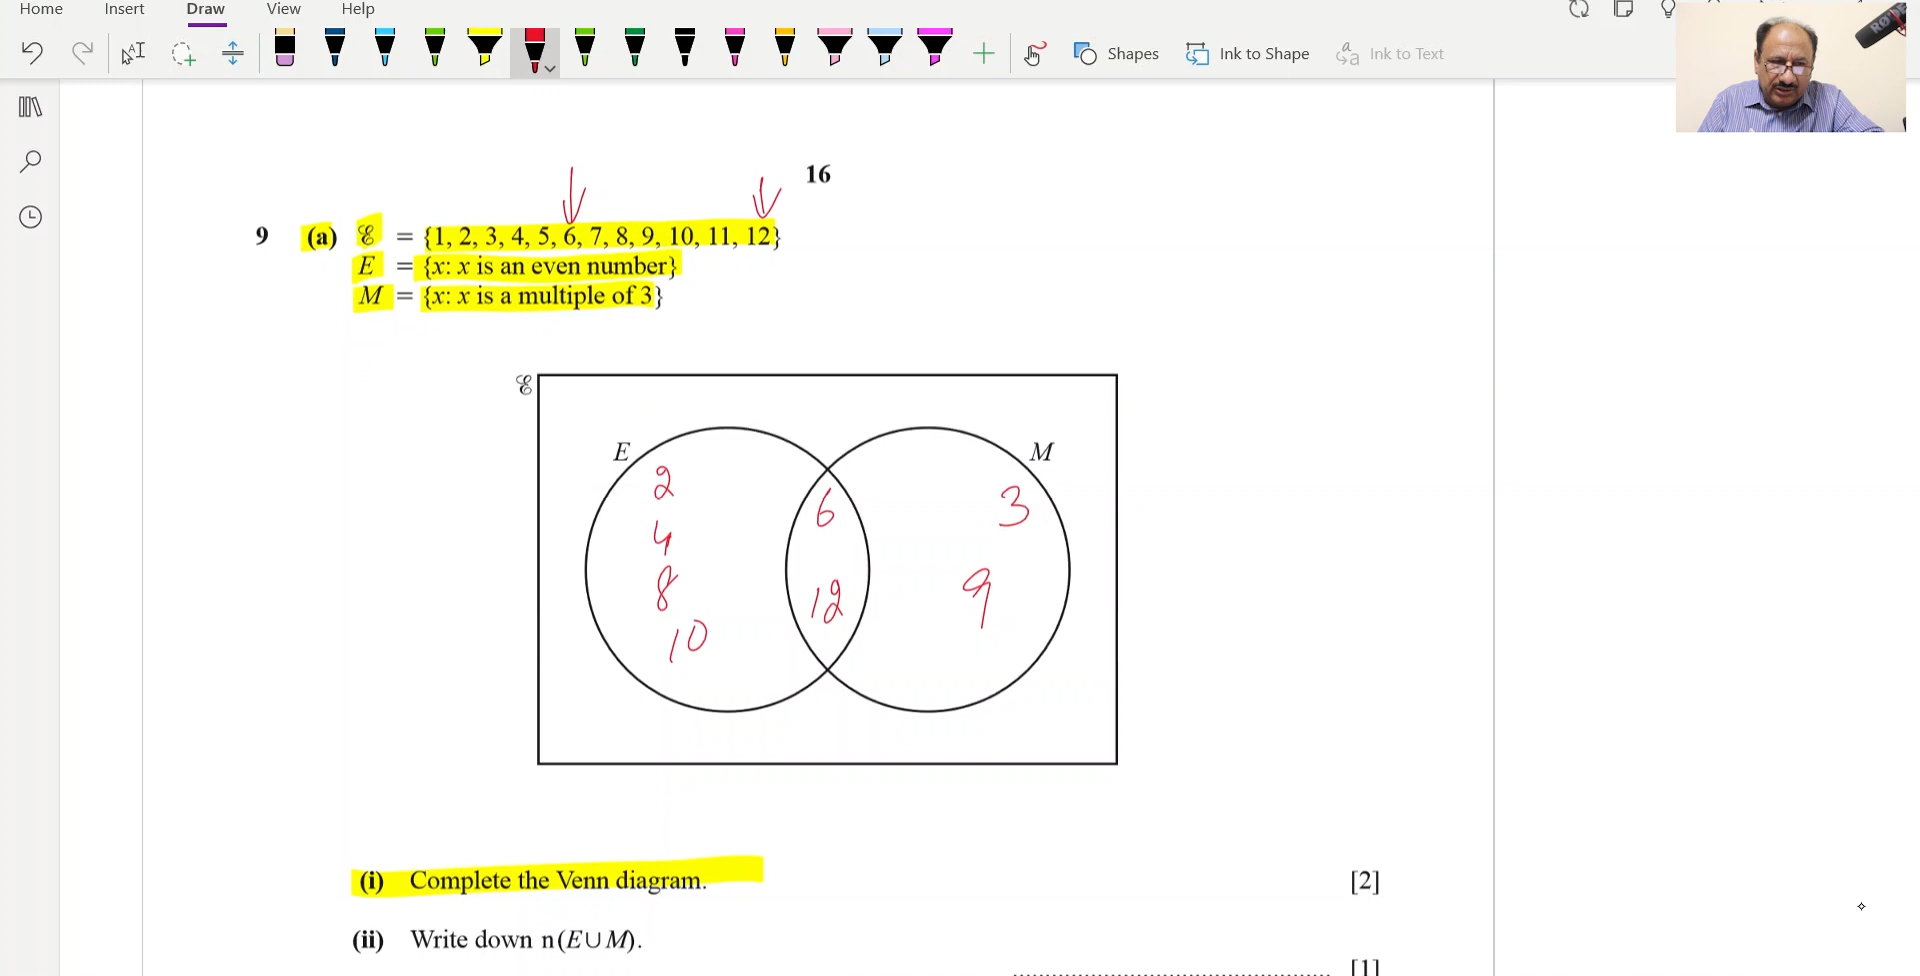 Home Insert Draw View Help
Shapes Ink to Shape Ink to Text
RØDE
16
9 (a) ℰ = {1, 2, 3, 4, 5, 6, 7, 8, 9, 10, 11, 12}
E = {x: x is an even number}
M = {x: x is a multiple of 3}
ℰ
E M
2 6 3
4
8 12 9
10
(i) Complete the Venn diagram. [2]
(ii) Write down n(E∪M).
.................................................. [1]